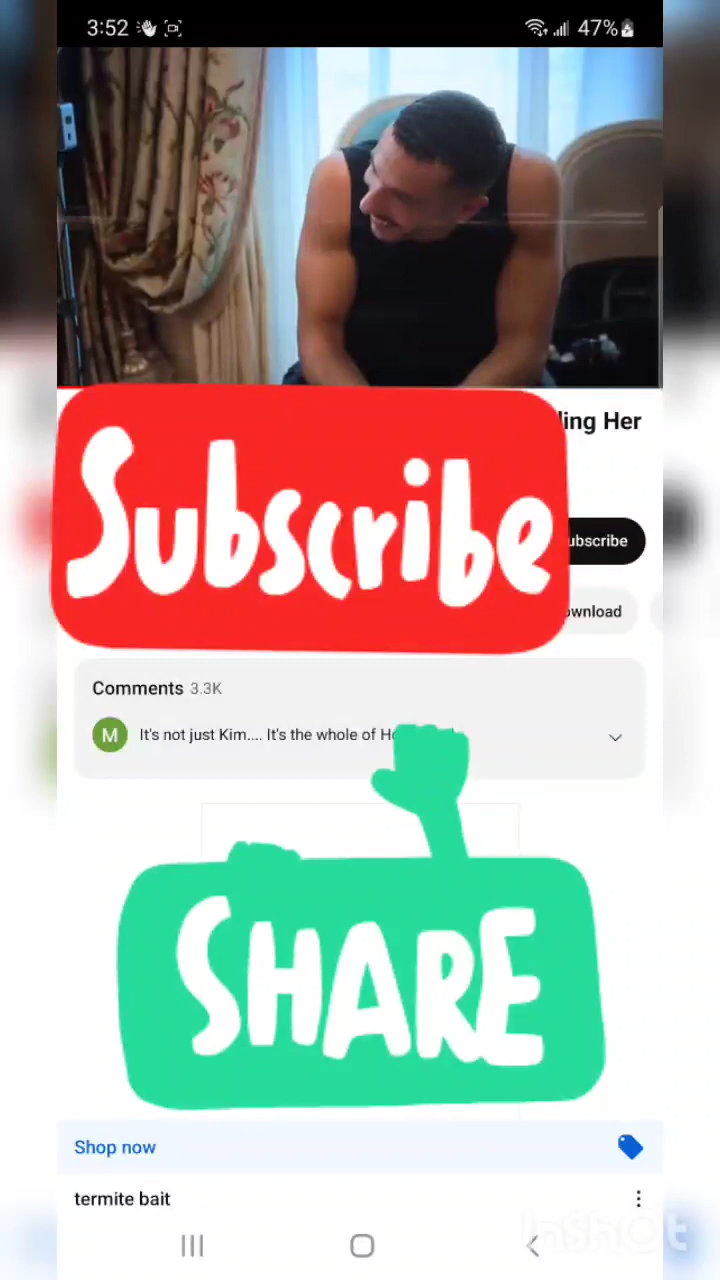 3:52
47%
ling Her
Subscribe
ubscribe
ownload
Comments 3.3K
M
It's not just Kim.... It's the whole of
SHARE
Shop now
termite bait
InShot